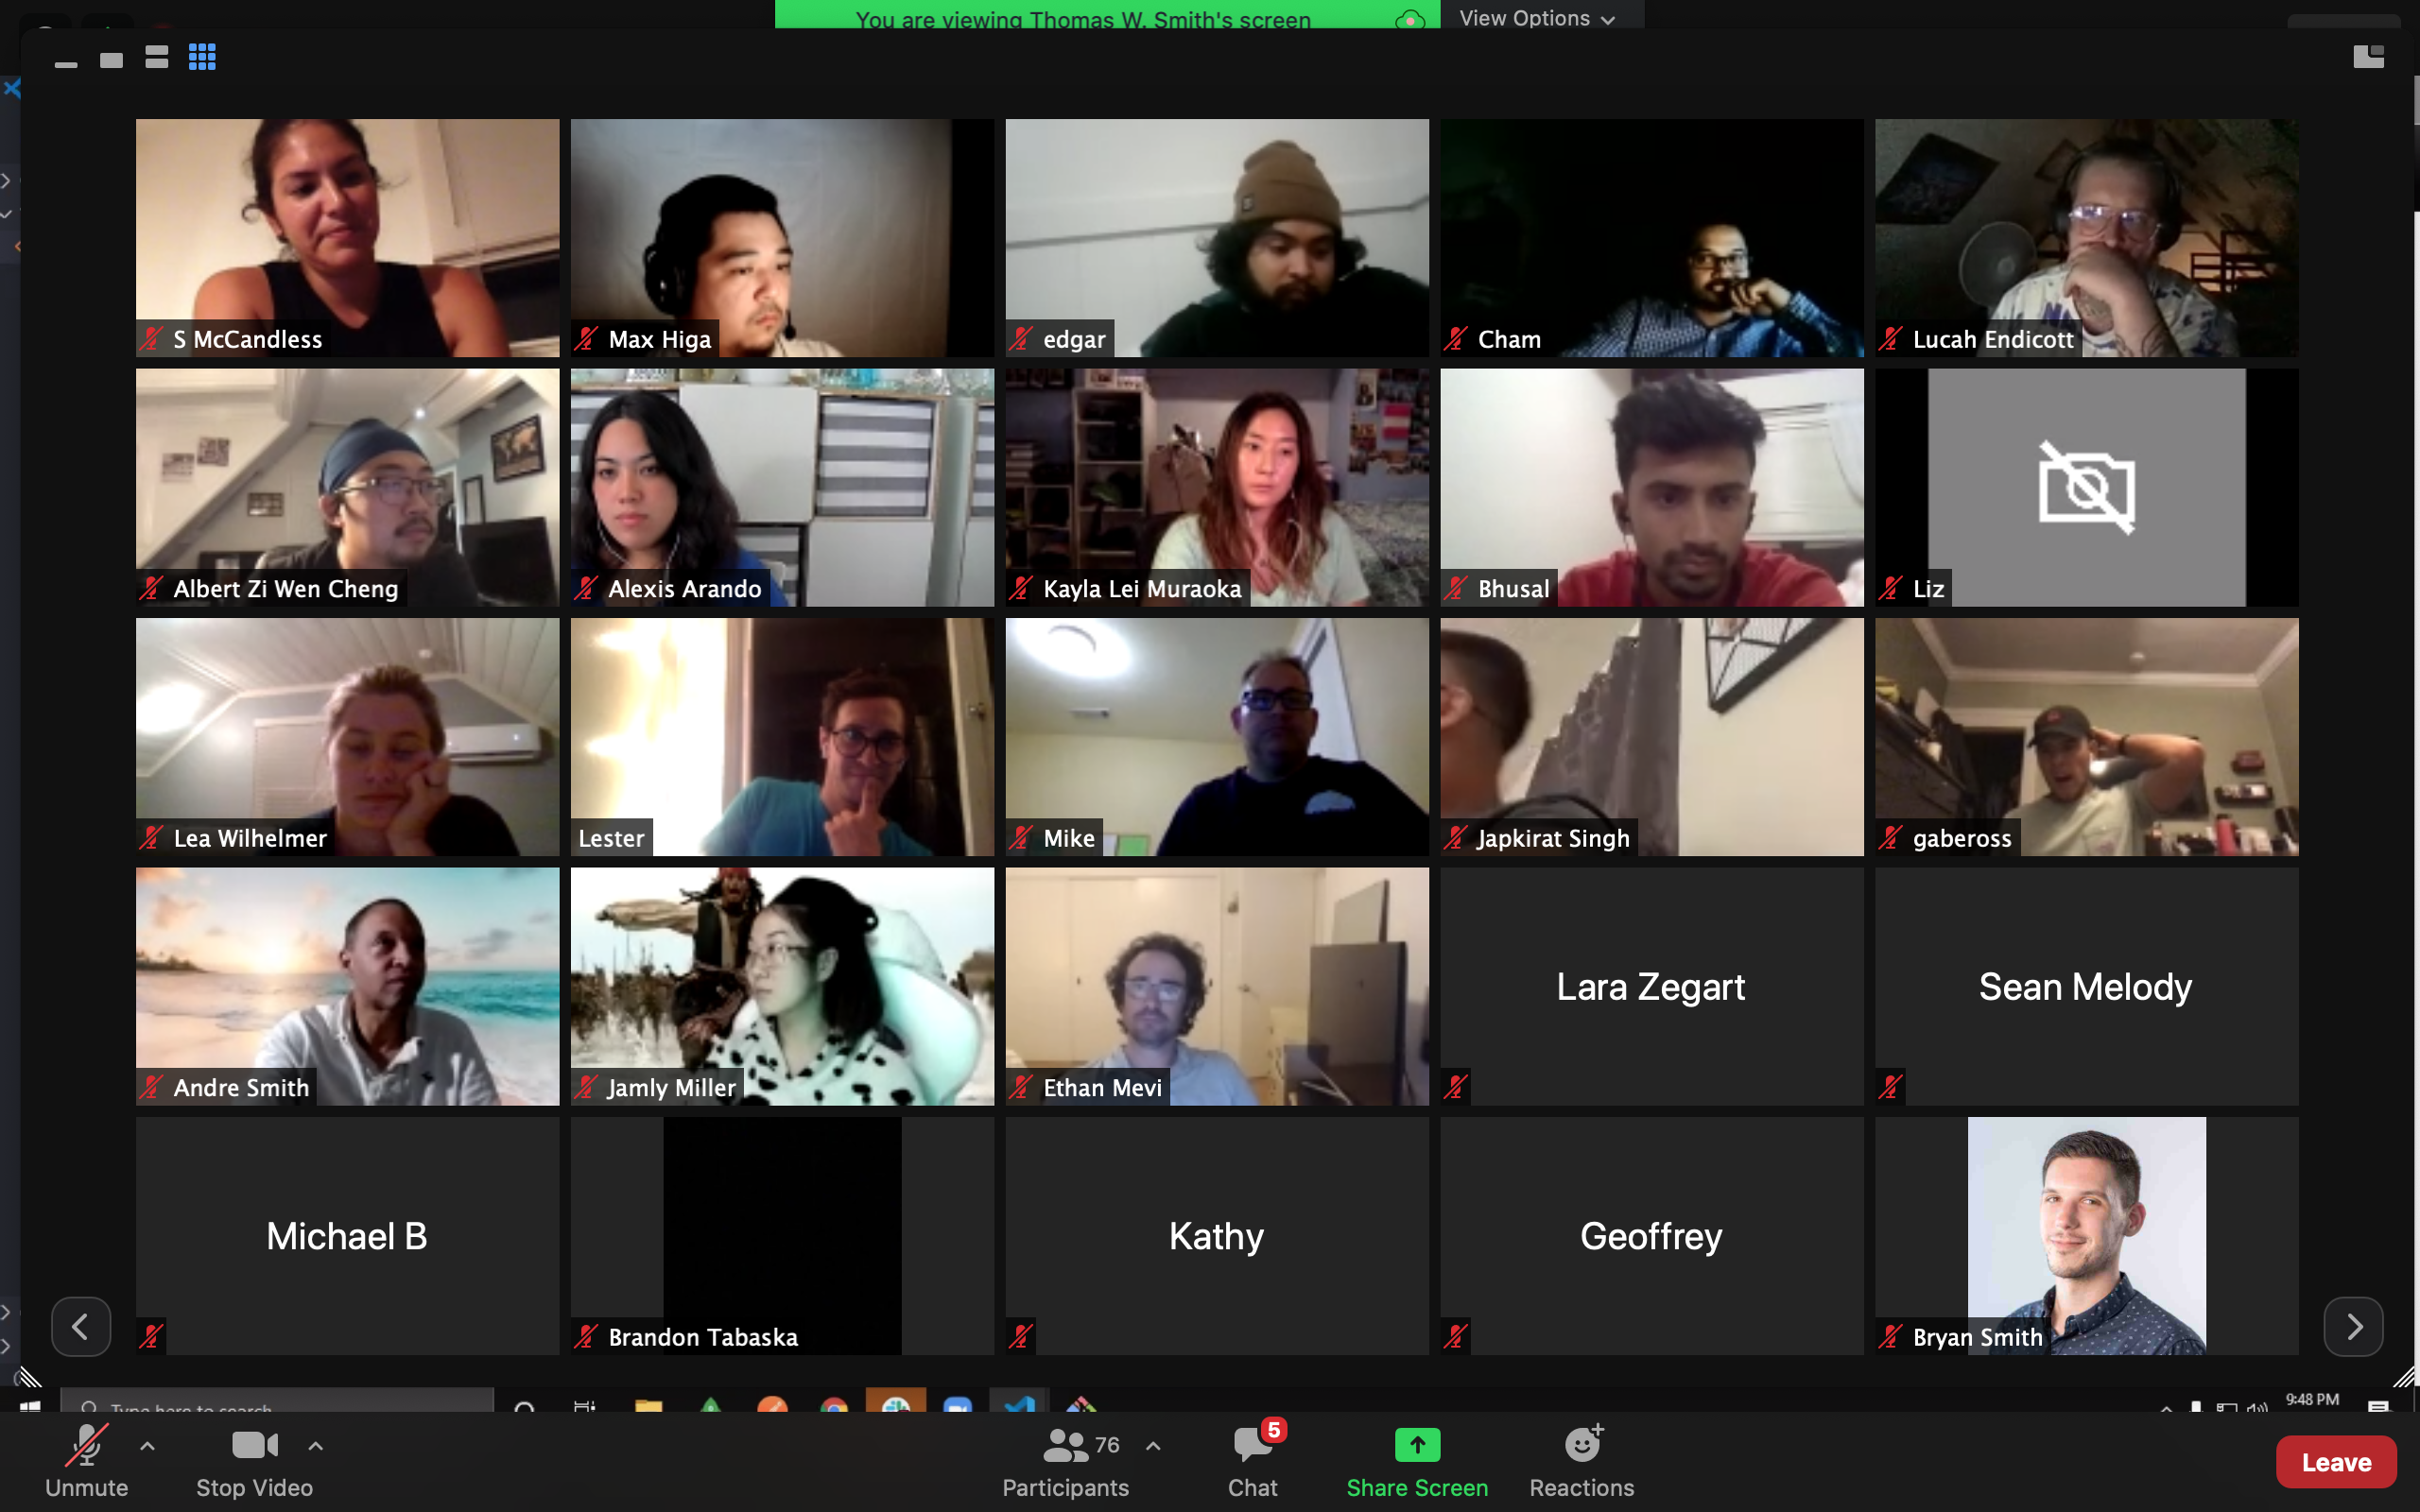 You are viewing Thomas W. Smith's screen
View Options
S McCandless
Max Higa
edgar
Cham
Lucah Endicott
Albert Zi Wen Cheng
Alexis Arando
Kayla Lei Muraoka
Bhusal
Liz
Lea Wilhelmer
Lester
Mike
Japkirat Singh
gabeross
Andre Smith
Jamly Miller
Ethan Mevi
Lara Zegart
Sean Melody
Michael B
Brandon Tabaska
Kathy
Geoffrey
Bryan Smith
Type here to search
9:48 PM
Unmute
Stop Video
76
Participants
5
Chat
Share Screen
Reactions
Leave